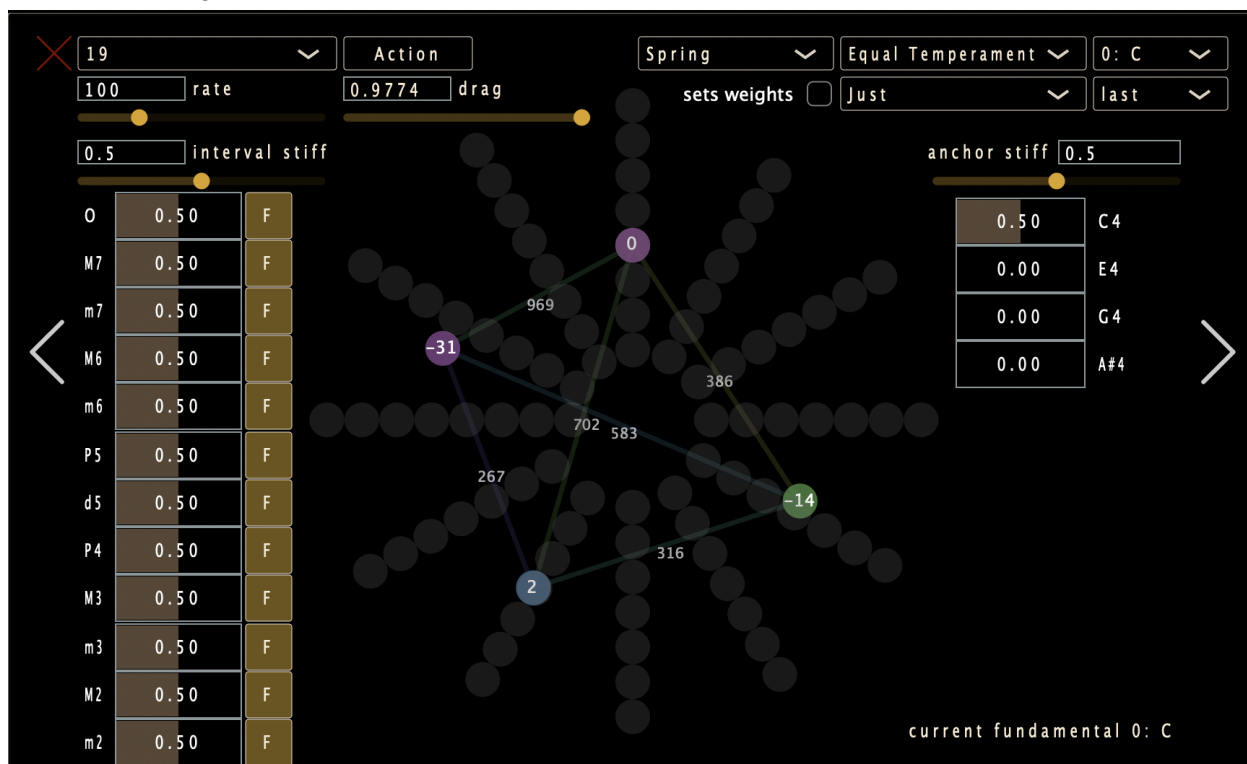 19 Action Spring Equal Temperament 0: C
100 rate 0.9774 drag sets weights Just last
0.5 interval stiff anchor stiff 0.5
O 0.50 F 0.50 C4
0
M7 0.50 F 0.00 E4
m7 0.50 F 969 0.00 G4
-31
M6 0.50 F 0.00 A#4
386
m6 0.50 F
702 583
P5 0.50 F
267
d5 0.50 F -14
P4 0.50 F 316
M3 0.50 F 2
m3 0.50 F
M2 0.50 F
current fundamental 0: C
m2 0.50 F